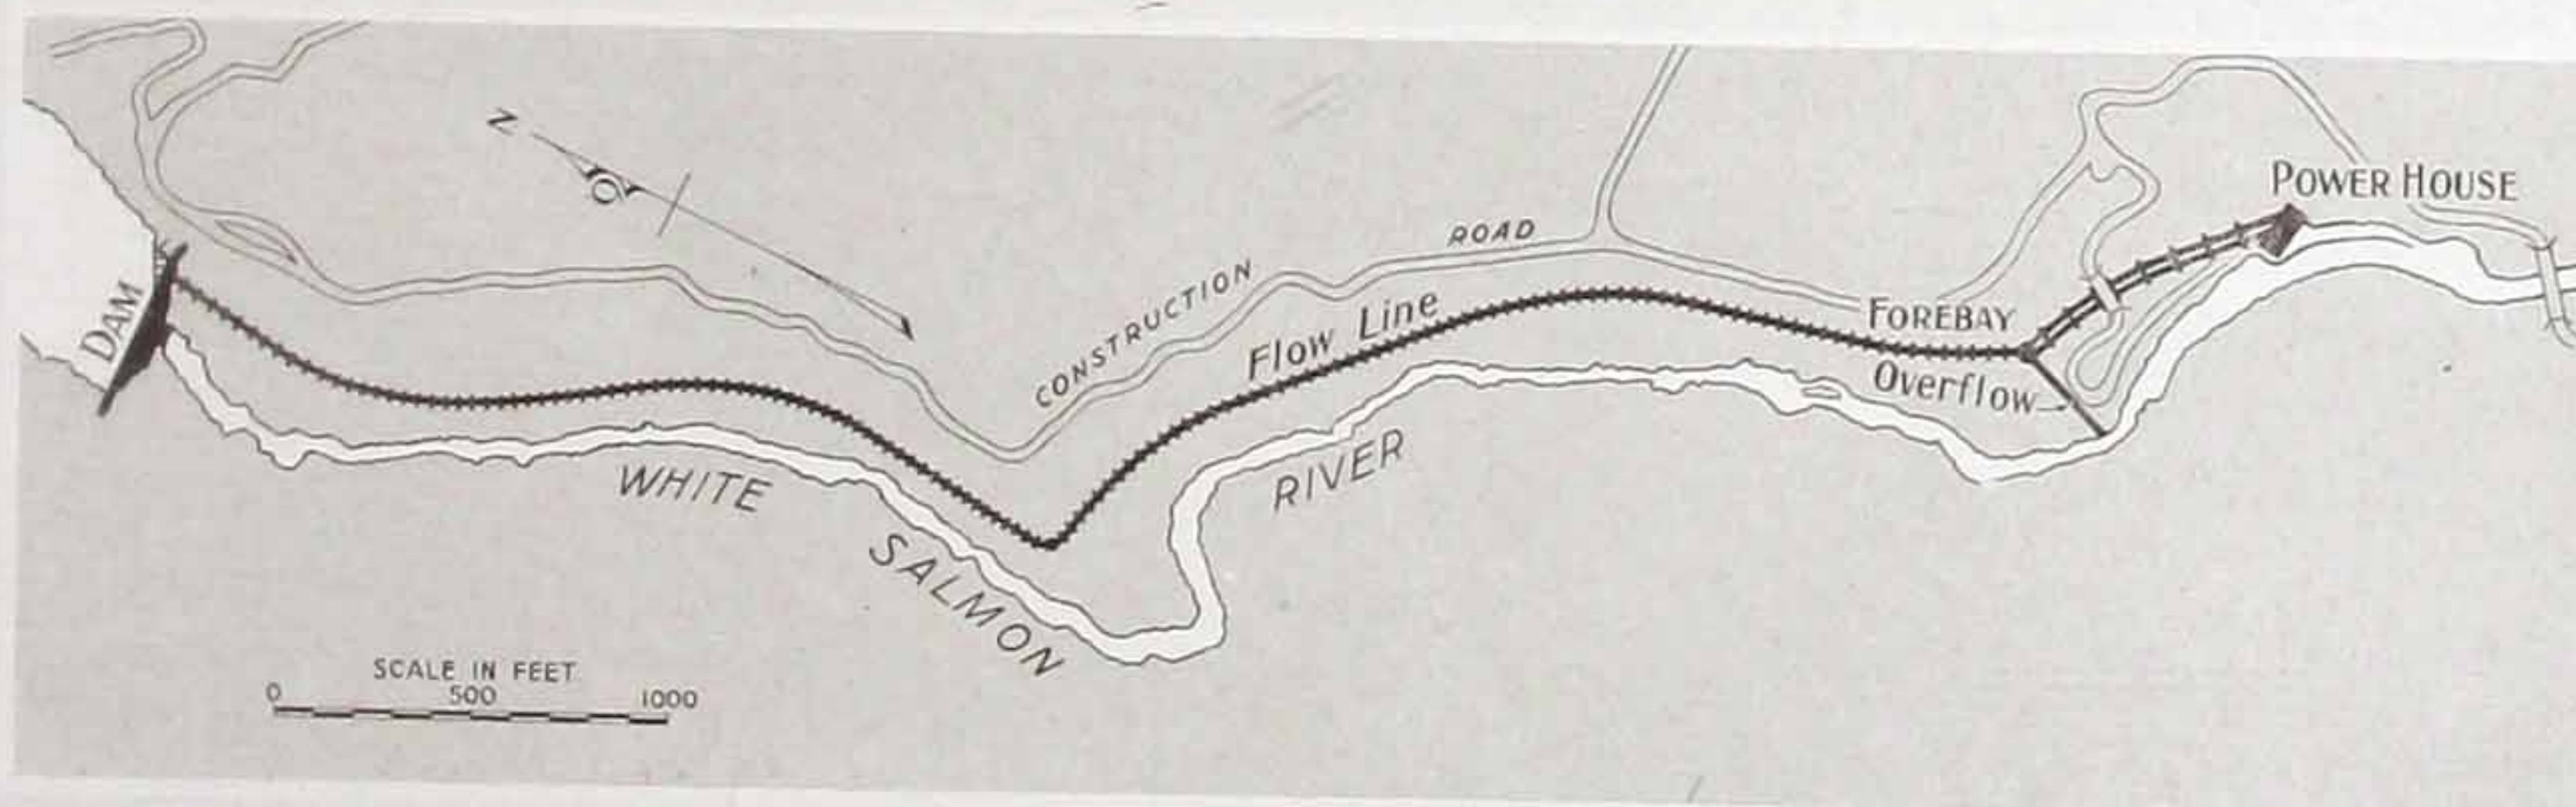 N
POWER HOUSE
ROAD
CONSTRUCTION
DAM
Flow Line
FOREBAY
Overflow
WHITE
SALMON
RIVER
SCALE IN FEET
0 500 1000